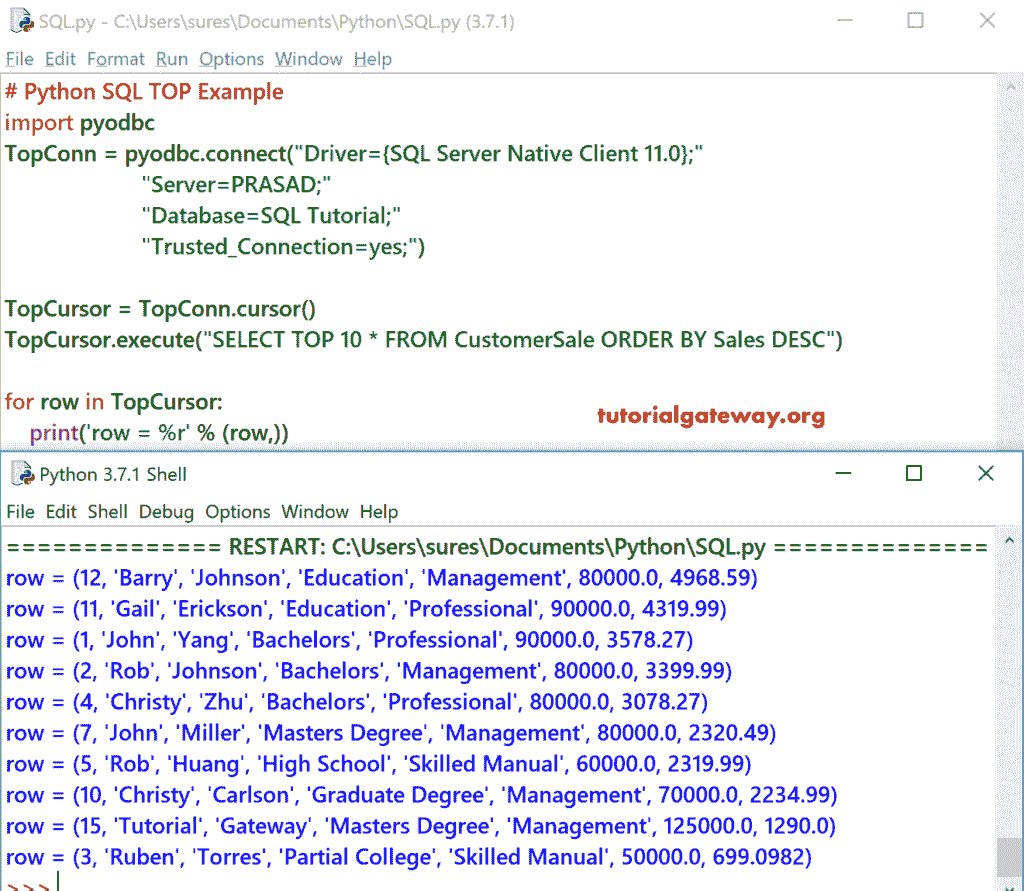 SQL.py - C:\Users\sures\Documents\Python\SQL.py (3.7.1)
File Edit Format Run Options Window Help
# Python SQL TOP Example
import pyodbc
TopConn = pyodbc.connect("Driver={SQL Server Native Client 11.0};"
"Server=PRASAD;"
"Database=SQL Tutorial;"
"Trusted_Connection=yes;")
TopCursor = TopConn.cursor()
TopCursor.execute("SELECT TOP 10 * FROM CustomerSale ORDER BY Sales DESC")
for row in TopCursor:
tutorialgateway.org
print('row = %r' % (row,))
Python 3.7.1 Shell
File Edit Shell Debug Options Window Help
============== RESTART: C:\Users\sures\Documents\Python\SQL.py ==============
row = (12, 'Barry', 'Johnson', 'Education', 'Management', 80000.0, 4968.59)
row = (11, 'Gail', 'Erickson', 'Education', 'Professional', 90000.0, 4319.99)
row = (1, 'John', 'Yang', 'Bachelors', 'Professional', 90000.0, 3578.27)
row = (2, 'Rob', 'Johnson', 'Bachelors', 'Management', 80000.0, 3399.99)
row = (4, 'Christy', 'Zhu', 'Bachelors', 'Professional', 80000.0, 3078.27)
row = (7, 'John', 'Miller', 'Masters Degree', 'Management', 80000.0, 2320.49)
row = (5, 'Rob', 'Huang', 'High School', 'Skilled Manual', 60000.0, 2319.99)
row = (10, 'Christy', 'Carlson', 'Graduate Degree', 'Management', 70000.0, 2234.99)
row = (15, 'Tutorial', 'Gateway', 'Masters Degree', 'Management', 125000.0, 1290.0)
row = (3, 'Ruben', 'Torres', 'Partial College', 'Skilled Manual', 50000.0, 699.0982)
>>>